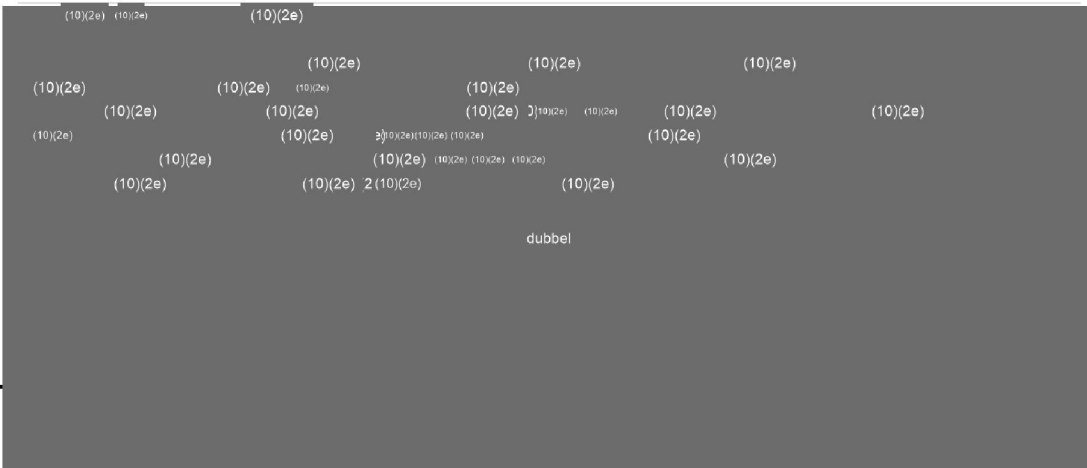 (10)(2e) (10)(2e) (10)(2e)
(10)(2e) (10)(2e) (10)(2e)
(10)(2e) (10)(2e) (10)(2e) (10)(2e)
(10)(2e) (10)(2e) (10)(2e) (10)(2e) (10)(2e) (10)(2e) (10)(2e)
(10)(2e) (10)(2e) e)(10)(2e)(10)(2e) (10)(2e) (10)(2e)
(10)(2e) (10)(2e) (10)(2e) (10)(2e) (10)(2e) (10)(2e)
(10)(2e) (10)(2e) 2 (10)(2e) (10)(2e)
dubbel